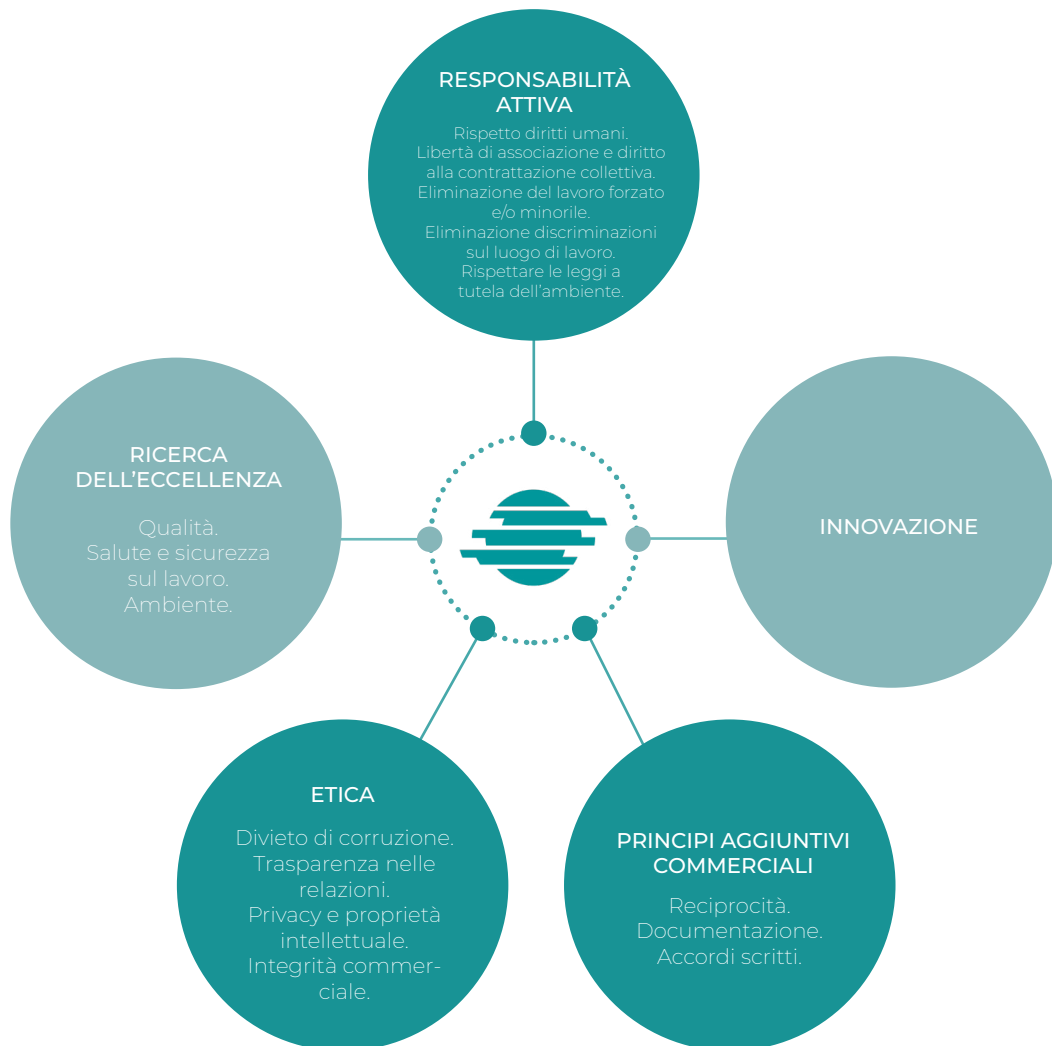 RESPONSABILITÀ
ATTIVA
Rispetto diritti umani.
Libertà di associazione e diritto
alla contrattazione collettiva.
Eliminazione del lavoro forzato
e/o minorile.
Eliminazione discriminazioni
sul luogo di lavoro.
Rispettare le leggi a
tutela dell’ambiente.
RICERCA
DELL’ECCELLENZA
Qualità.
Salute e sicurezza
sul lavoro.
Ambiente.
INNOVAZIONE
ETICA
Divieto di corruzione.
Trasparenza nelle
relazioni.
Privacy e proprietà
intellettuale.
Integrità commer-
ciale.
PRINCIPI AGGIUNTIVI
COMMERCIALI
Reciprocità.
Documentazione.
Accordi scritti.